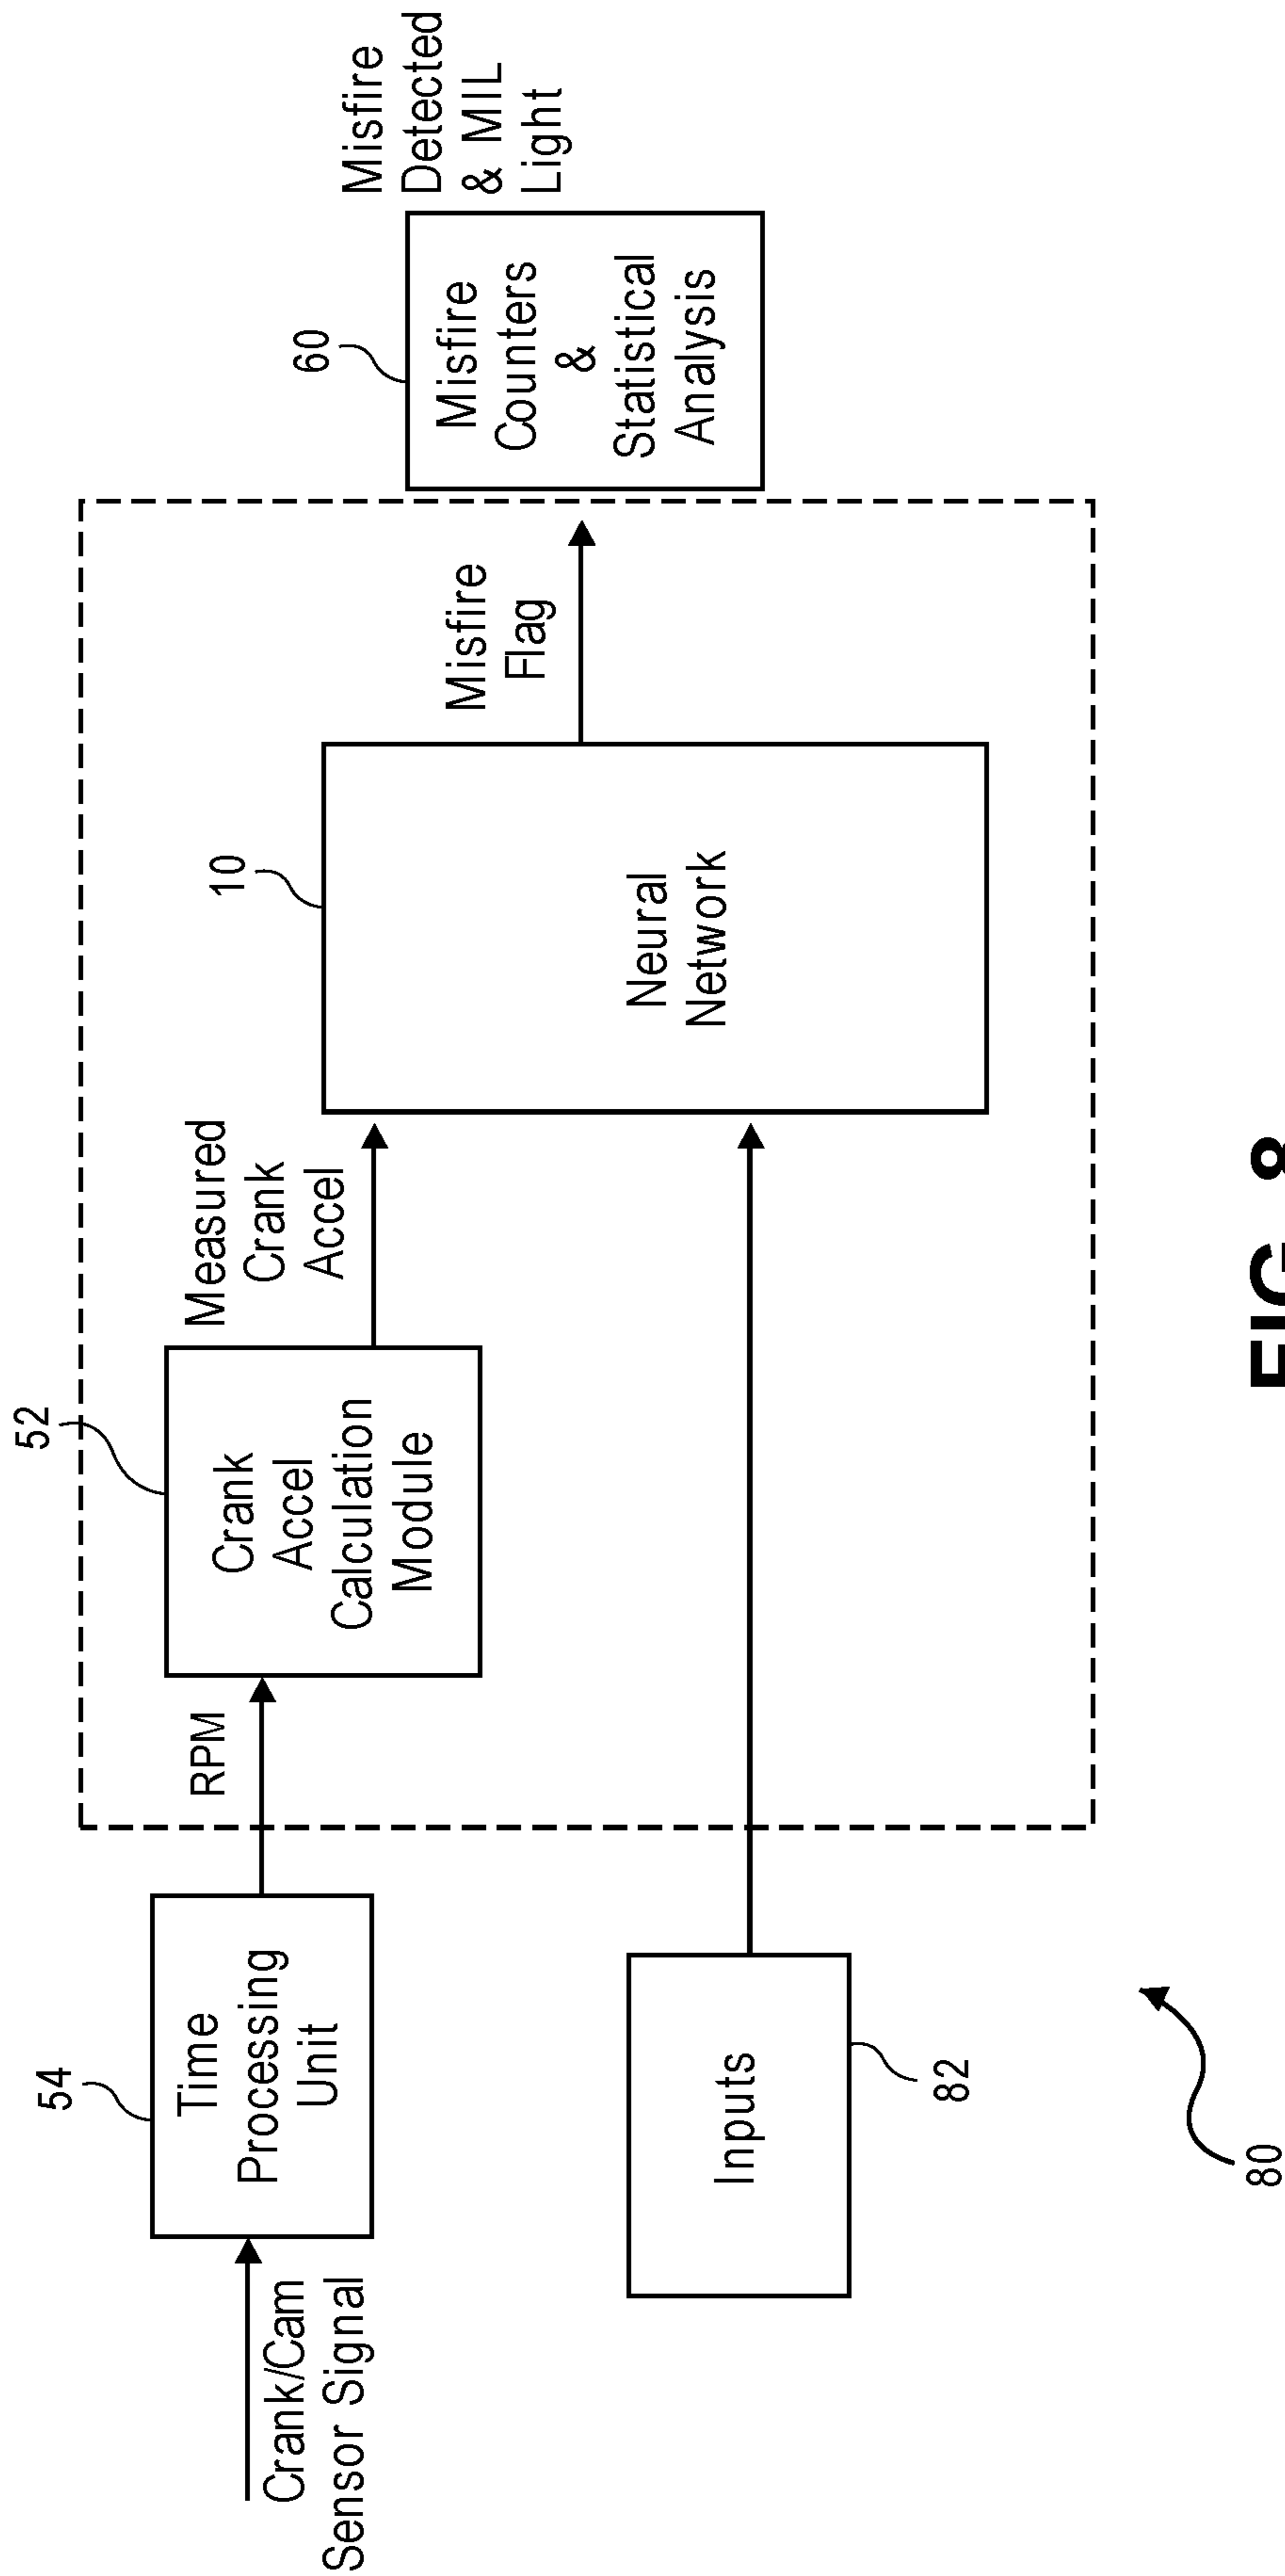 Crank/Cam
Sensor Signal
54
Time
Processing
Unit
RPM
52
Crank
Accel
Calculation
Module
Measured
Crank
Accel
Inputs
82
10
Neural
Network
Misfire
Flag
60
Misfire
Counters
&
Statistical
Analysis
Misfire
Detected
& MIL
Light
80
FIG. 8